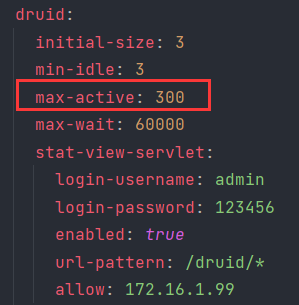 druid:
initial-size: 3
min-idle: 3
max-active: 300
max-wait: 60000
stat-view-servlet:
login-username: admin
login-password: 123456
enabled: true
url-pattern: /druid/*
allow: 172.16.1.99